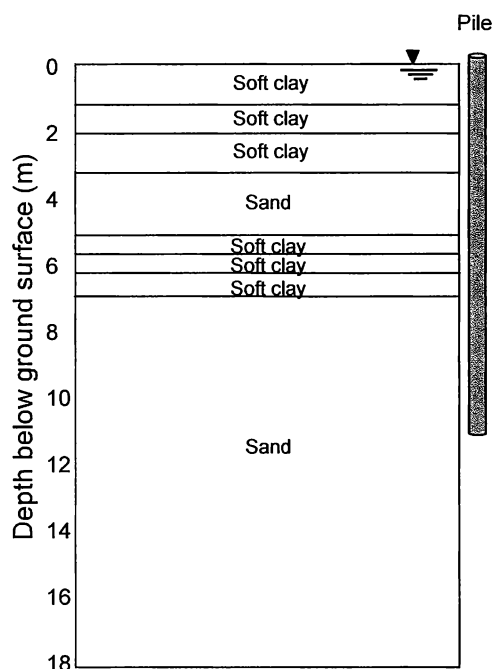 Pile
0
Soft clay
Soft clay
2
Soft clay
4
Sand
Soft clay
6
Soft clay
Soft clay
8
10
Sand
12
14
16
18
Depth below ground surface (m)